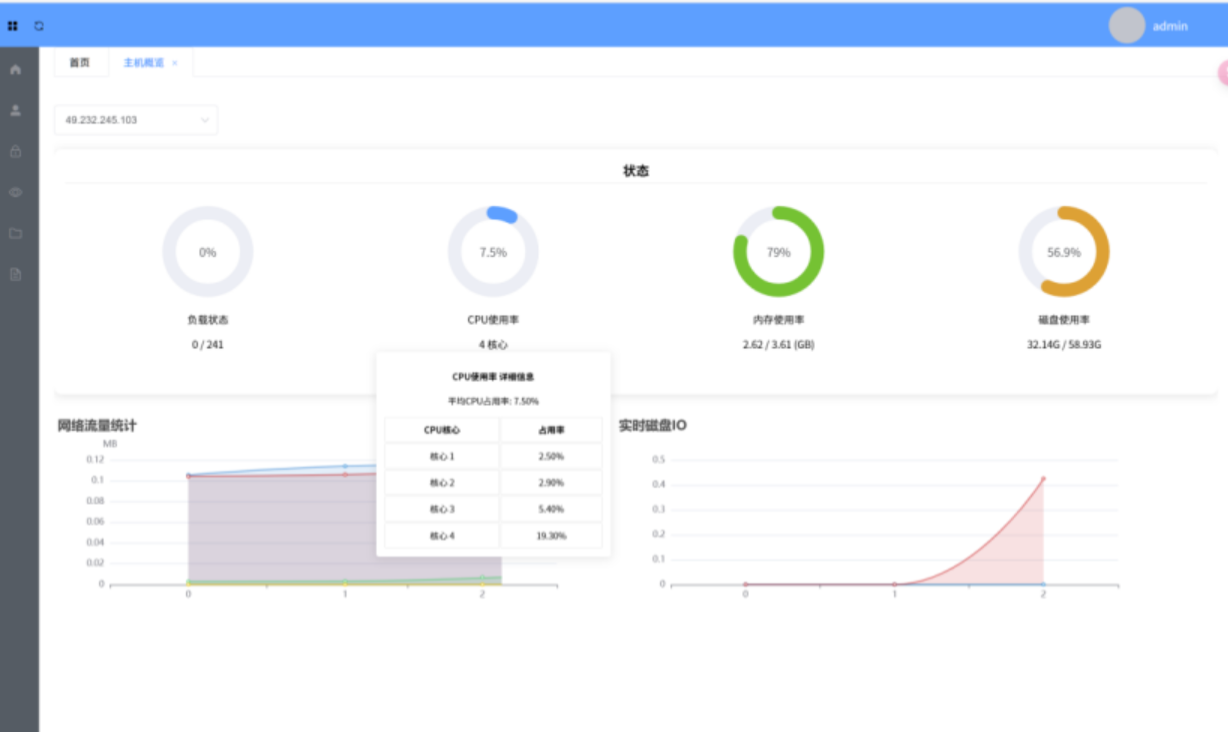 admin
首页 主机概览 ×
49.232.245.103
状态
0% 7.5% 79% 56.9%
负载状态 CPU使用率 内存使用率 磁盘使用率
0 / 241 4 核心 2.62 / 3.61 (GB) 32.14G / 58.93G
CPU使用率 详细信息
平均CPU占用率: 7.50%
CPU核心 占用率
核心 1 2.50%
核心 2 2.90%
核心 3 5.40%
核心 4 19.30%
网络流量统计
MB
0.12
0.1
0.08
0.06
0.04
0.02
0
0 1 2
实时磁盘IO
0.5
0.4
0.3
0.2
0.1
0
0 1 2